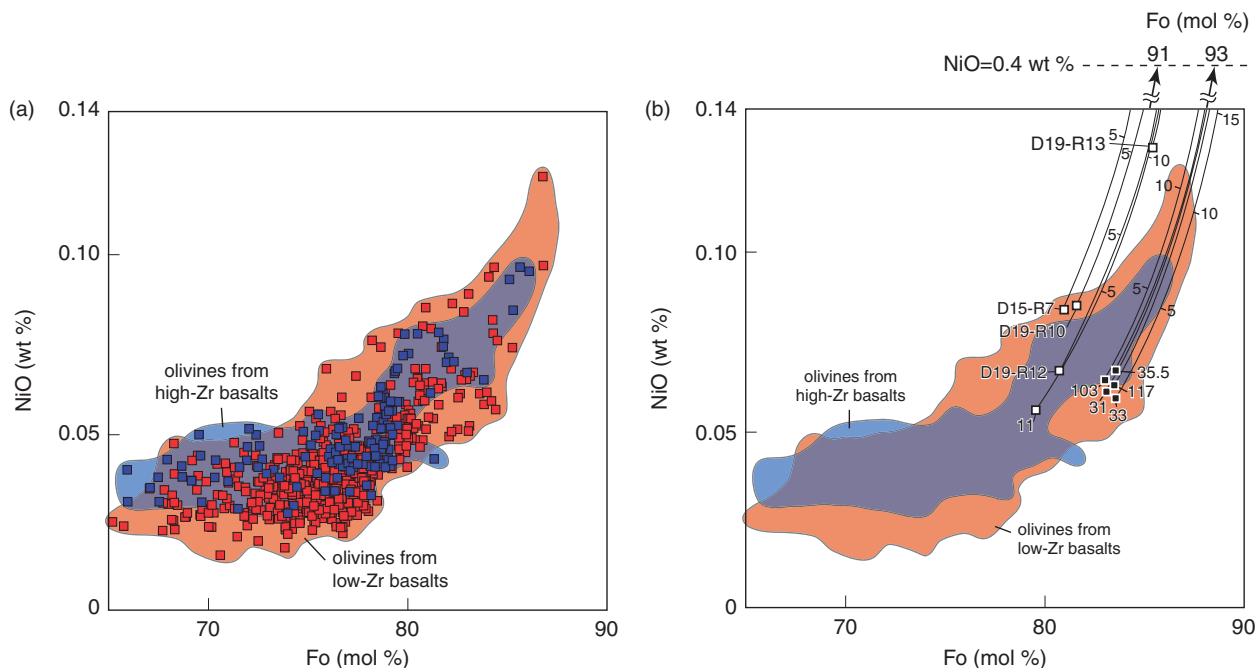 (a)
0.14
0.10
0.05
0
NiO (wt %)
70
80
90
Fo (mol %)
olivines from
high-Zr basalts
olivines from
low-Zr basalts
Fo (mol %)
91
93
NiO=0.4 wt %
(b)
0.14
0.10
0.05
0
NiO (wt %)
70
80
90
Fo (mol %)
15
5
D19-R13
5
10
10
10
5
5
5
5
D15-R7
D19-R10
D19-R12
11
35.5
103
117
31
33
olivines from
high-Zr basalts
olivines from
low-Zr basalts